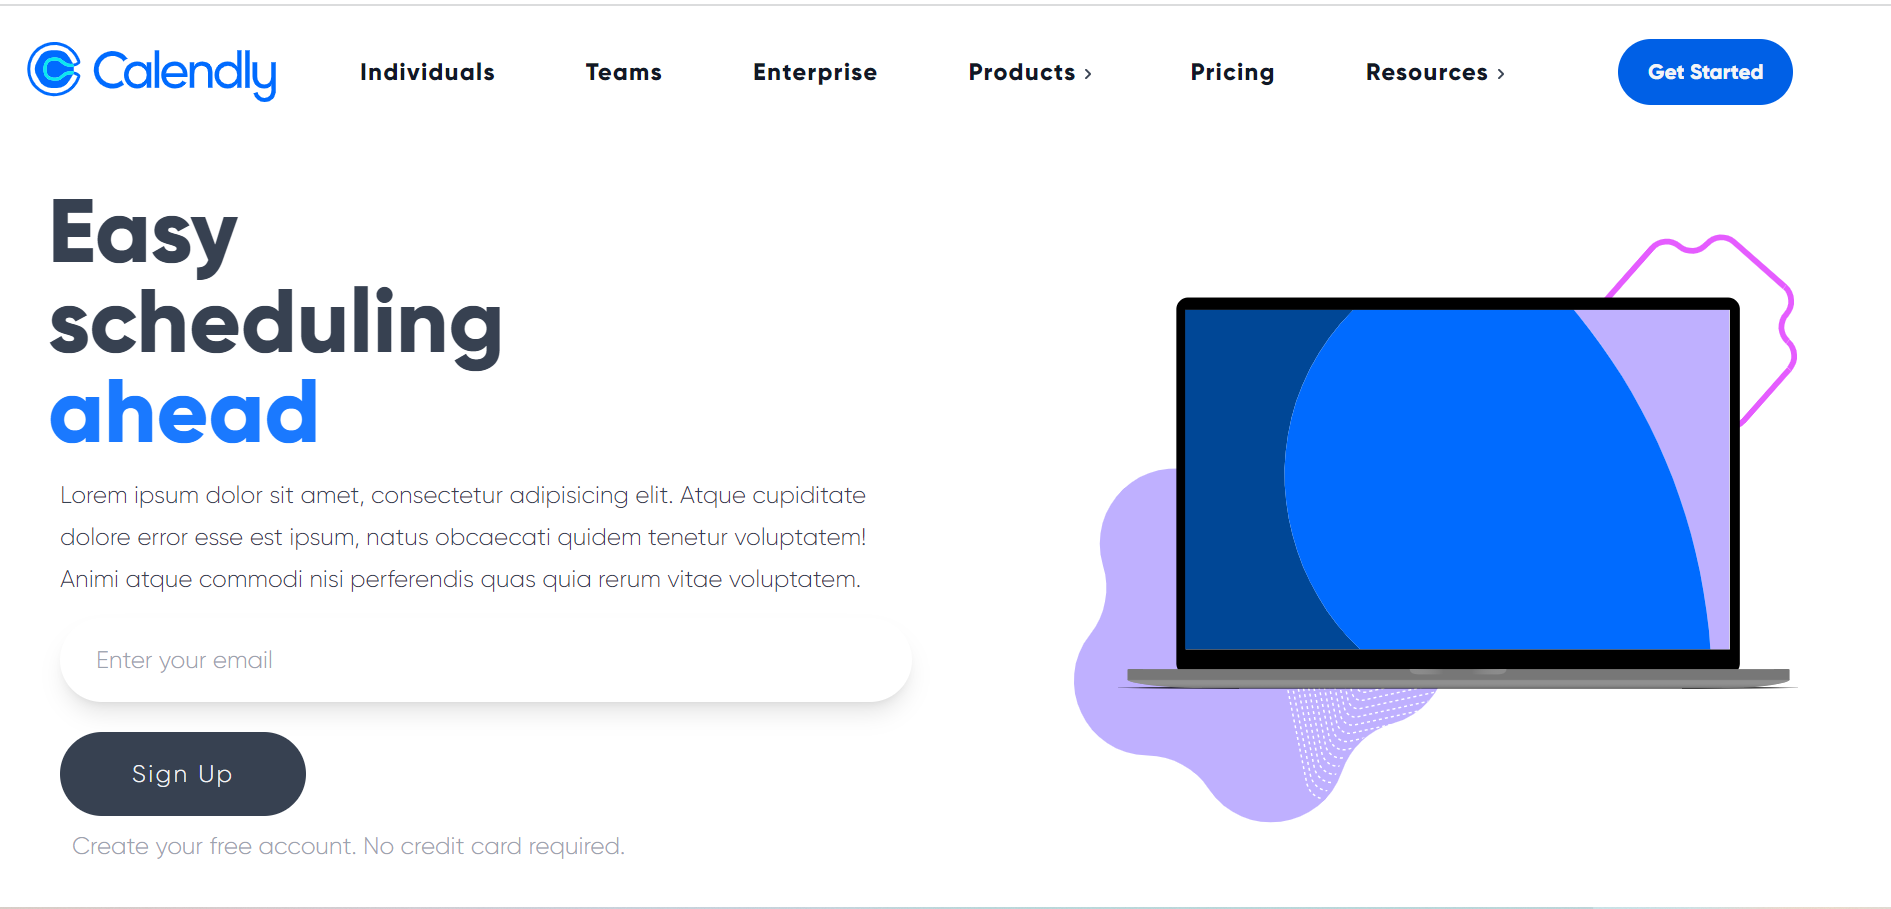 Calendly
Individuals
Teams
Enterprise
Products
Pricing
Resources
Get Started
Easy
scheduling
ahead
Lorem ipsum dolor sit amet, consectetur adipisicing elit. Atque cupiditate
dolore error esse est ipsum, natus obcaecati quidem tenetur voluptatem!
Animi atque commodi nisi perferendis quas quia rerum vitae voluptatem.
Enter your email
Sign Up
Create your free account. No credit card required.